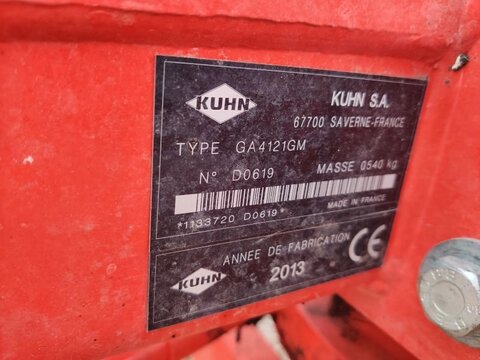 KUHN
KUHN S.A.
67700 SAVERNE-FRANCE
TYPE GA4121GM
N° D0619 MASSE 0540 kg
*1133720 D0619*
MADE IN FRANCE
KUHN
ANNEE DE FABRICATION
2013
CE